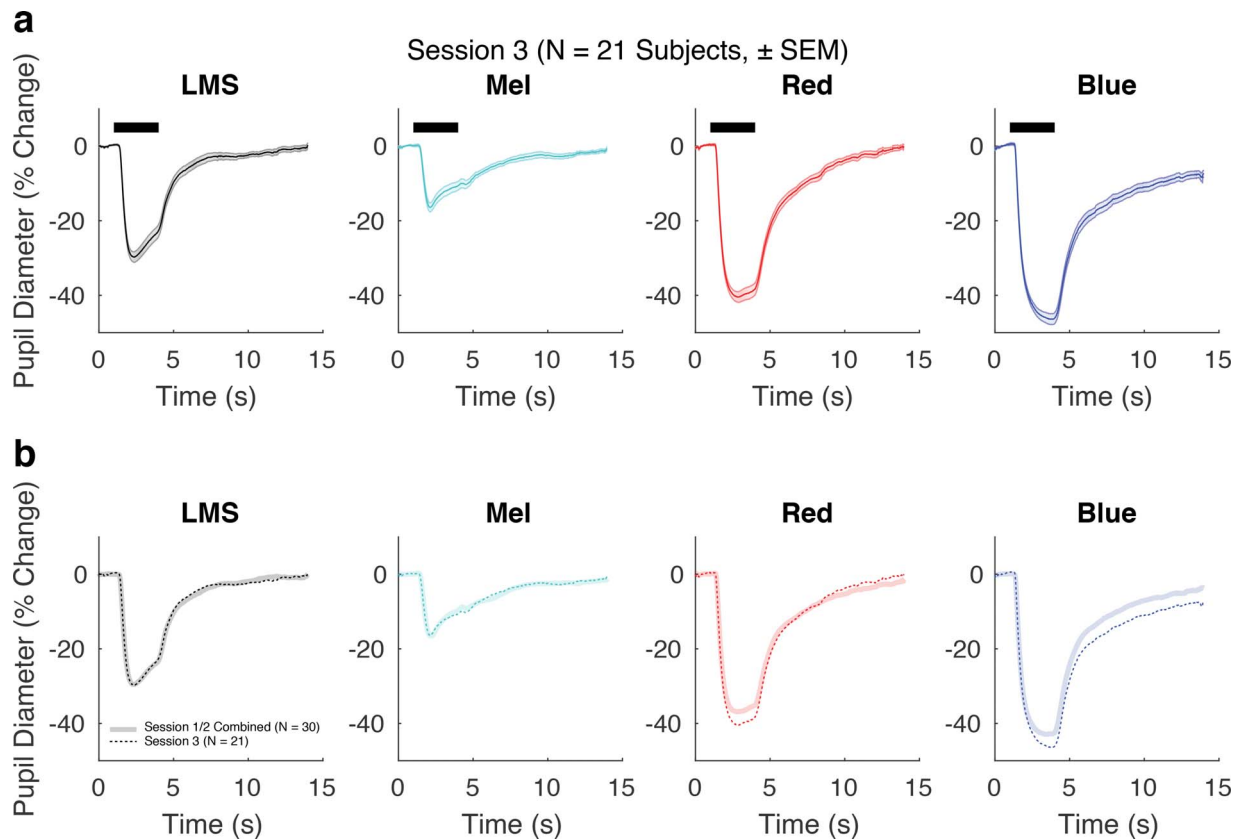 a
Session 3 (N = 21 Subjects, ± SEM)
LMS
Mel
Red
Blue
Pupil Diameter (% Change)
0
-20
-40
0
-20
-40
0
-20
-40
0
-20
-40
0 5 10 15
0 5 10 15
0 5 10 15
0 5 10 15
Time (s)
Time (s)
Time (s)
Time (s)
b
LMS
Mel
Red
Blue
Pupil Diameter (% Change)
0
-20
-40
0
-20
-40
0
-20
-40
0
-20
-40
Session 1/2 Combined (N = 30)
Session 3 (N = 21)
0 5 10 15
0 5 10 15
0 5 10 15
0 5 10 15
Time (s)
Time (s)
Time (s)
Time (s)